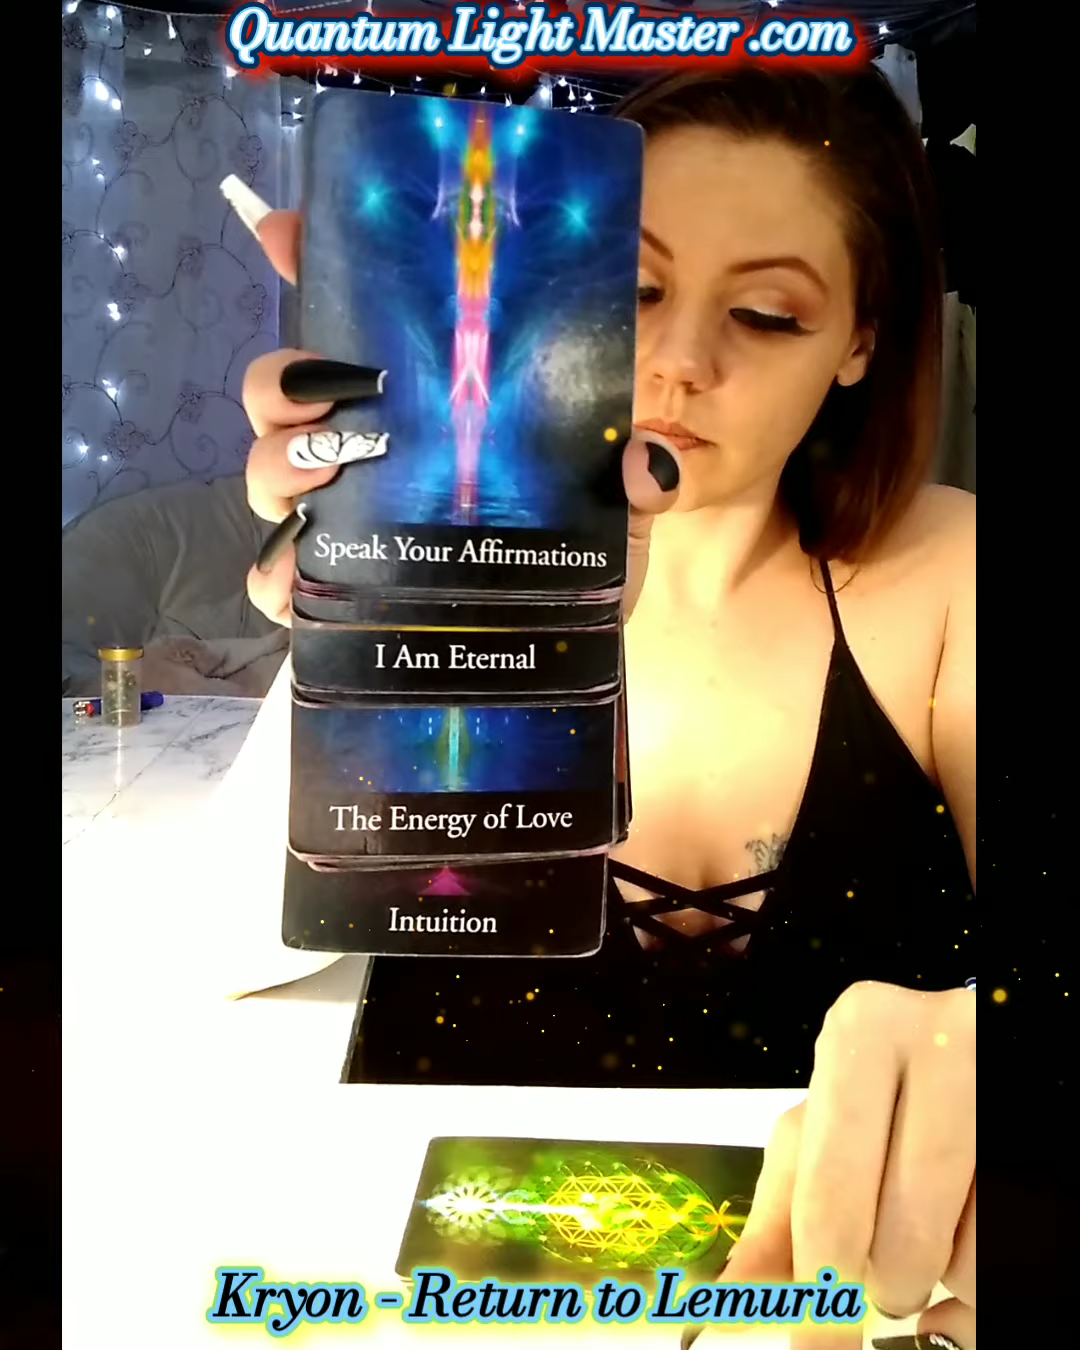 Quantum Light Master .com
Speak Your Affirmations
I Am Eternal
The Energy of Love
Intuition
Kryon - Return to Lemuria